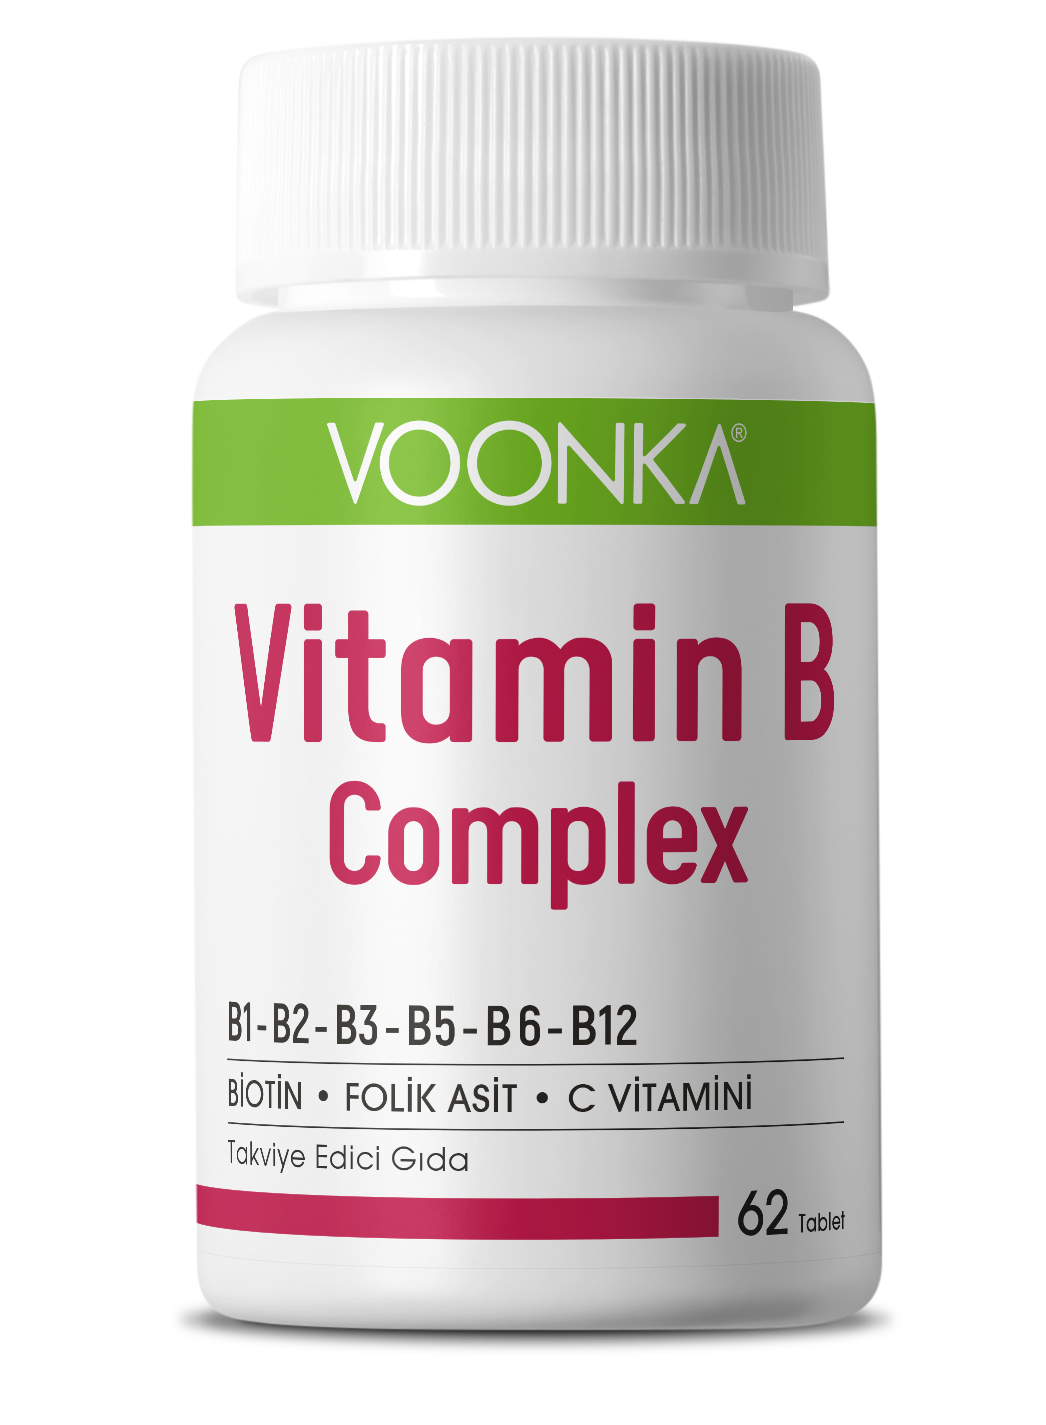 VOONKA®
Vitamin B
Complex
B1-B2-B3-B5-B6-B12
BİOTİN • FOLİK ASİT • C VİTAMİNİ
Takviye Edici Gıda
62 Tablet